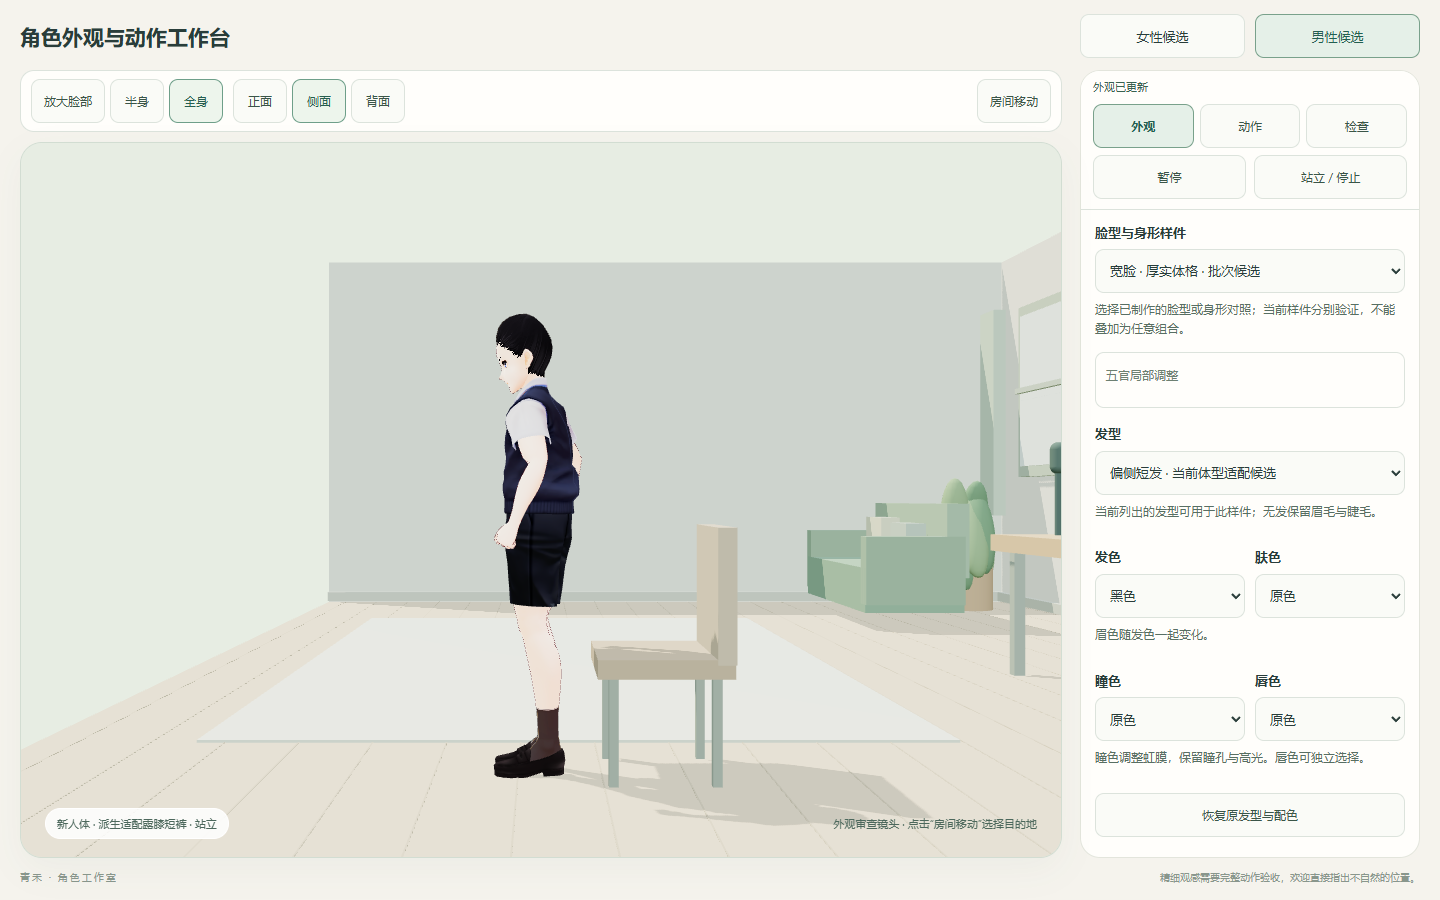 角色外观与动作工作台
女性候选
男性候选
放大脸部
半身
全身
正面
侧面
背面
房间移动
外观已更新
外观
动作
检查
暂停
站立 / 停止
脸型与身形样件
宽脸 · 厚实体格 · 批次候选
选择已制作的脸型或身形对照；当前样件分别验证，不能
叠加为任意组合。
五官局部调整
发型
偏侧短发 · 当前体型适配候选
当前列出的发型可用于此样件；无发保留眉毛与睫毛。
发色
肤色
黑色
原色
眉色随发色一起变化。
瞳色
唇色
原色
原色
瞳色调整虹膜，保留瞳孔与高光。唇色可独立选择。
恢复原发型与配色
新人体 · 派生适配露膝短裤 · 站立
外观审查镜头 · 点击“房间移动”选择目的地
青禾 · 角色工作室
精细观感需要完整动作验收，欢迎直接指出不自然的位置。